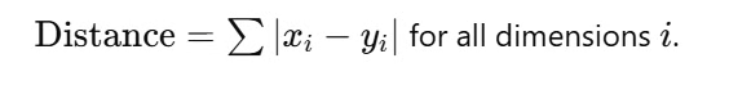 Distance = ∑ |xᵢ − yᵢ| for all dimensions i.